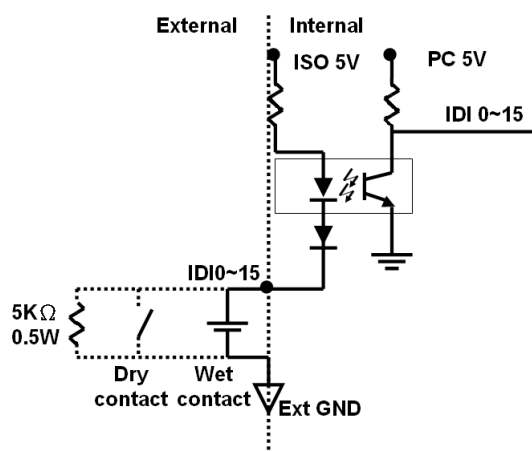 External Internal
ISO 5V PC 5V
IDI 0~15
IDI0~15
5KΩ
0.5W
Dry contact
Wet contact
Ext GND